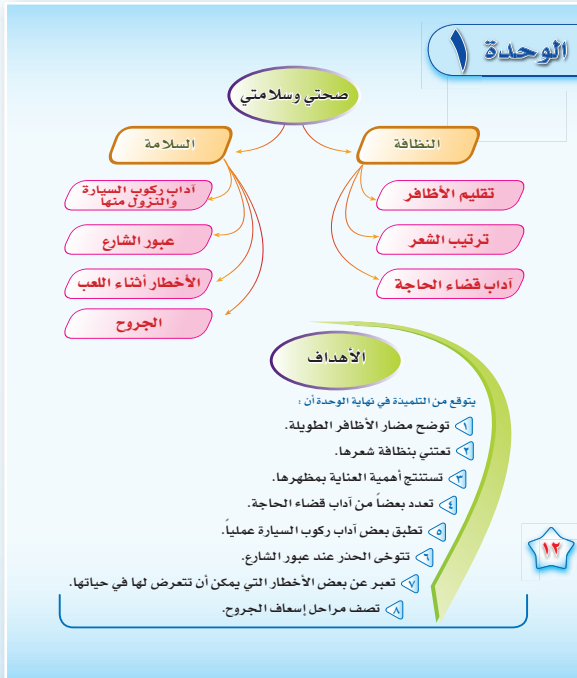 الوحدة ١
صحتي وسلامتي
النظافة
تقليم الأظافر
ترتيب الشعر
آداب قضاء الحاجة
السلامة
آداب ركوب السيارة
والنزول منها
عبور الشارع
الأخطار أثناء اللعب
الجروح
الأهداف
يتوقع من التلميذة في نهاية الوحدة أن :
١ توضح مضار الأظافر الطويلة.
٢ تعتني بنظافة شعرها.
٣ تستنتج أهمية العناية بمظهرها.
٤ تعدد بعضاً من آداب قضاء الحاجة.
٥ تطبق بعض آداب ركوب السيارة عملياً.
٦ تتوخى الحذر عند عبور الشارع.
٧ تعبر عن بعض الأخطار التي يمكن أن تتعرض لها في حياتها.
٨ تصف مراحل إسعاف الجروح.
١٢